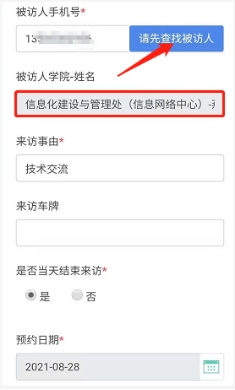 被访人手机号*
13
请先查找被访人
被访人学院-姓名
信息化建设与管理处（信息网络中心）-
来访事由*
技术交流
来访车牌
是否当天结束来访*
是 否
预约日期*
2021-08-28